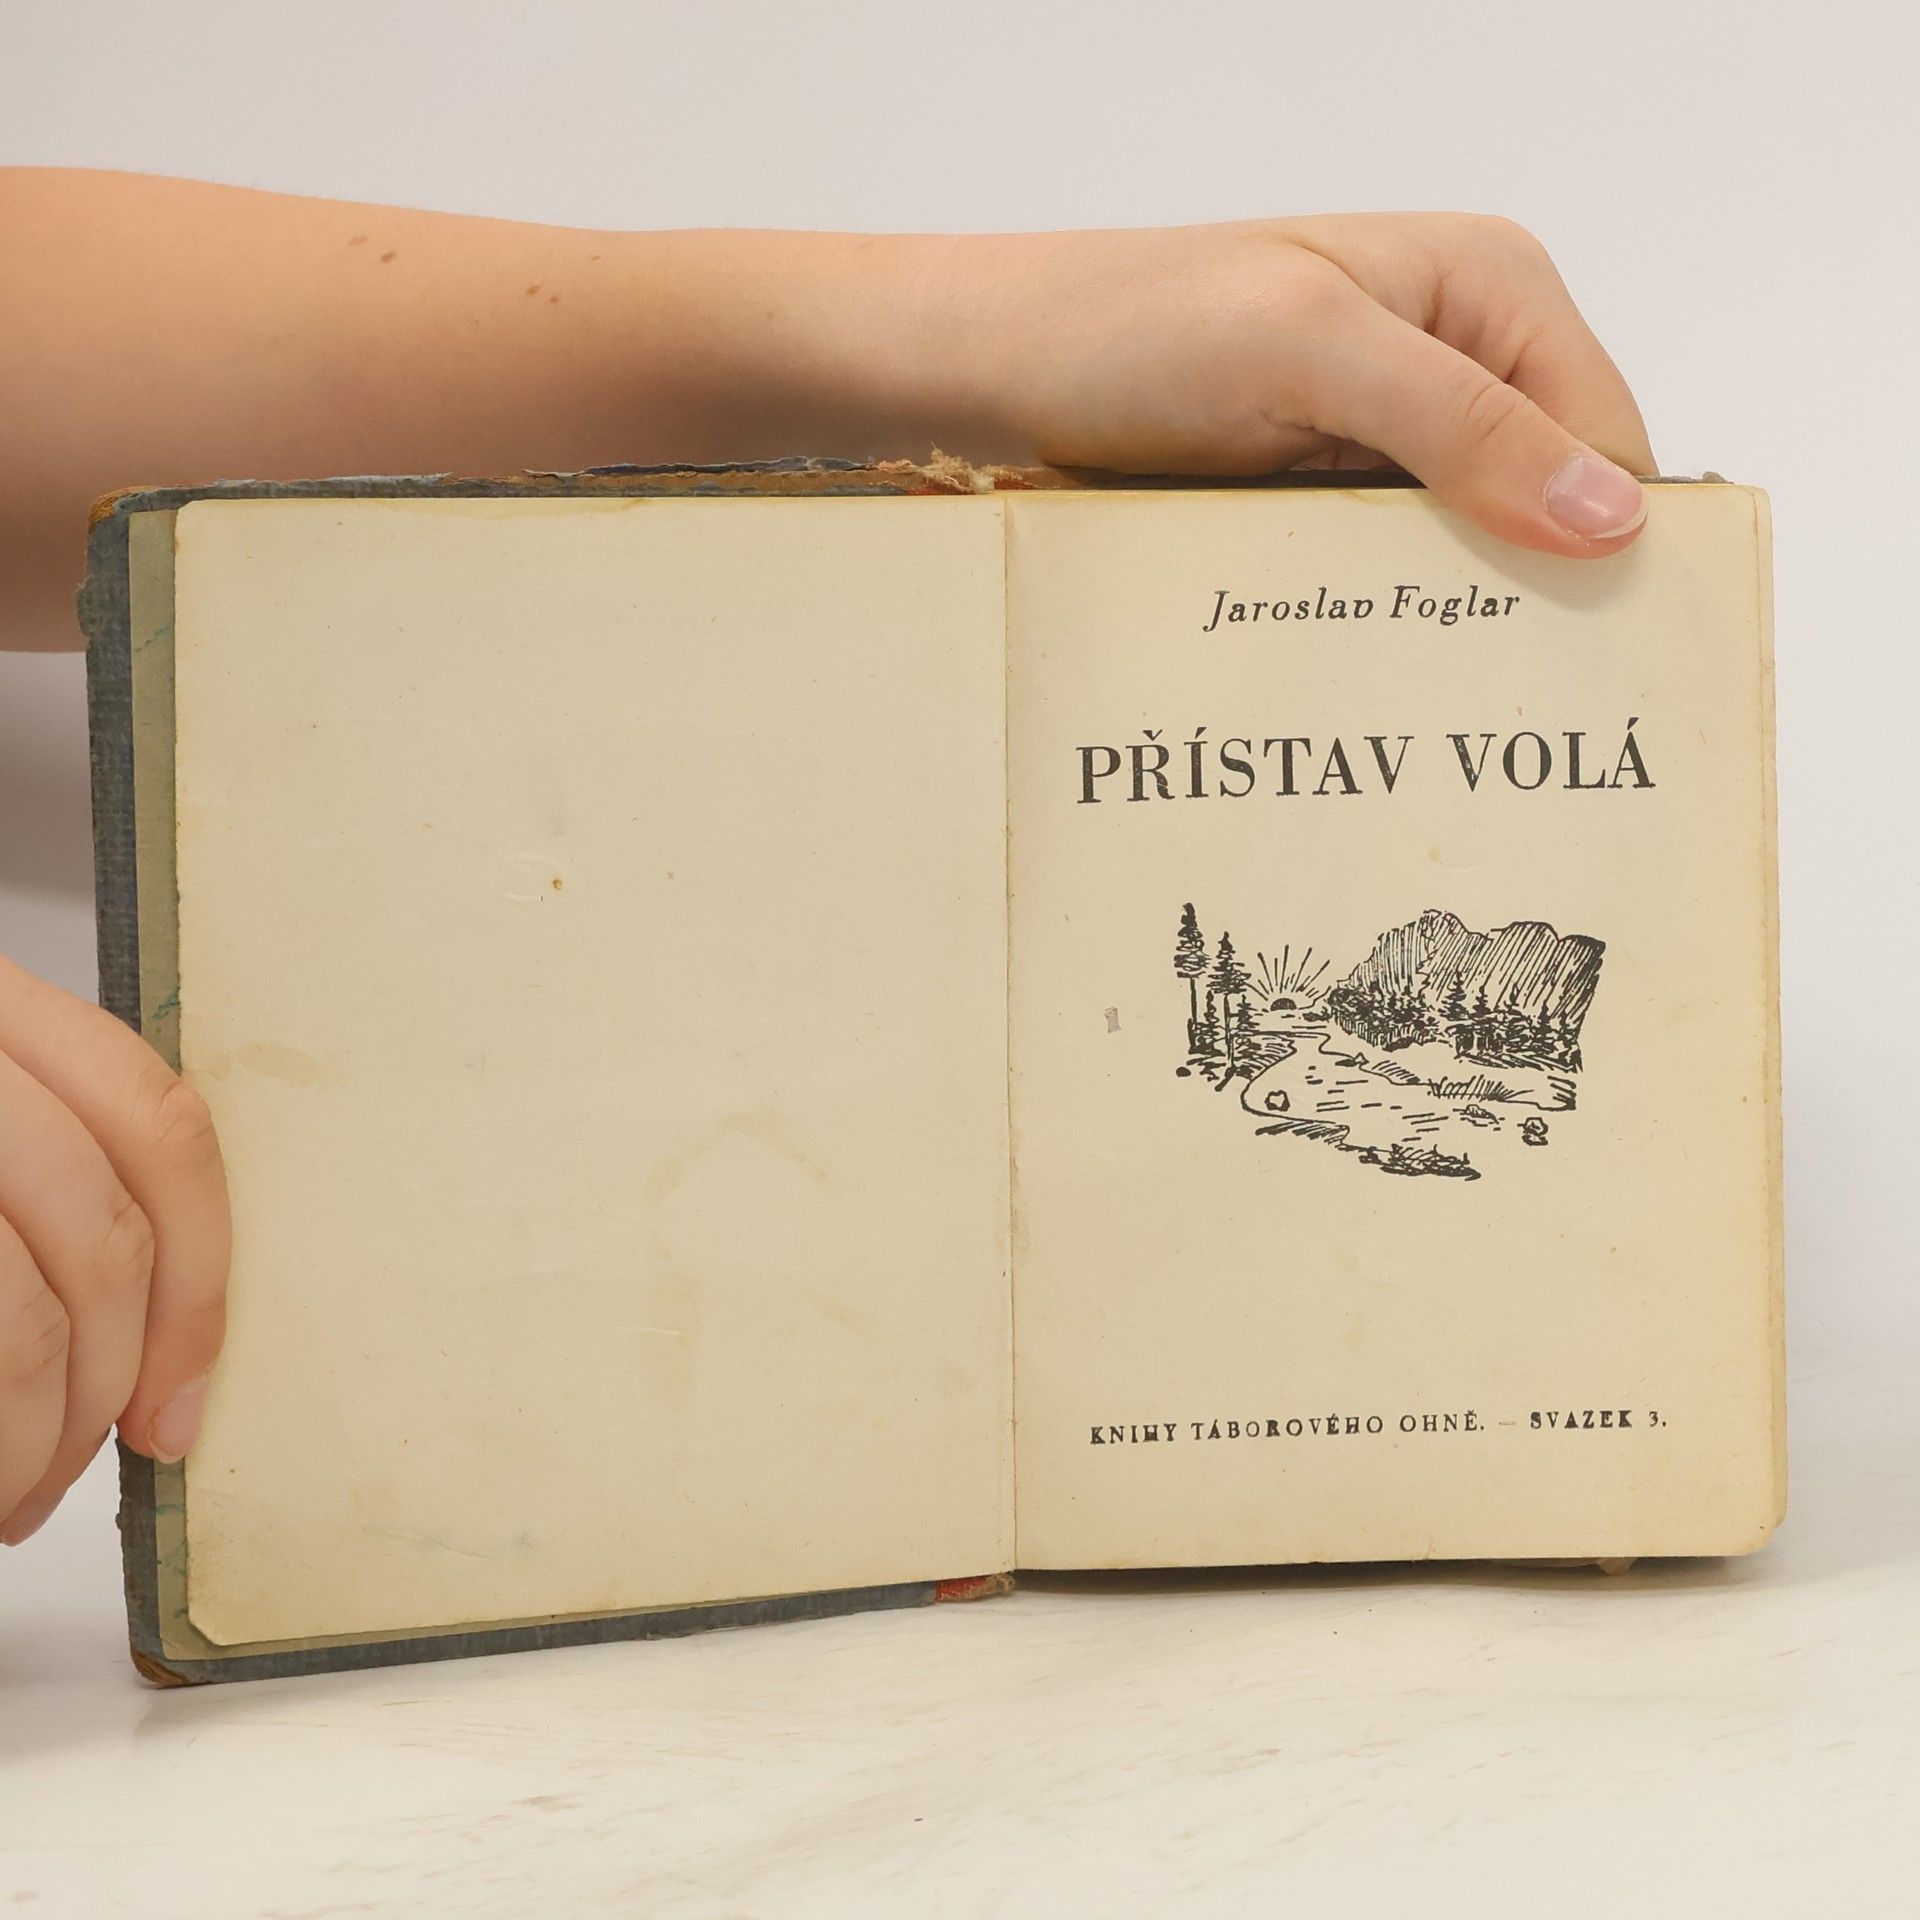 Jaroslav Foglar
PŘÍSTAV VOLÁ
KNIHY TÁBOROVÉHO OHNĚ. – SVAZEK 3.